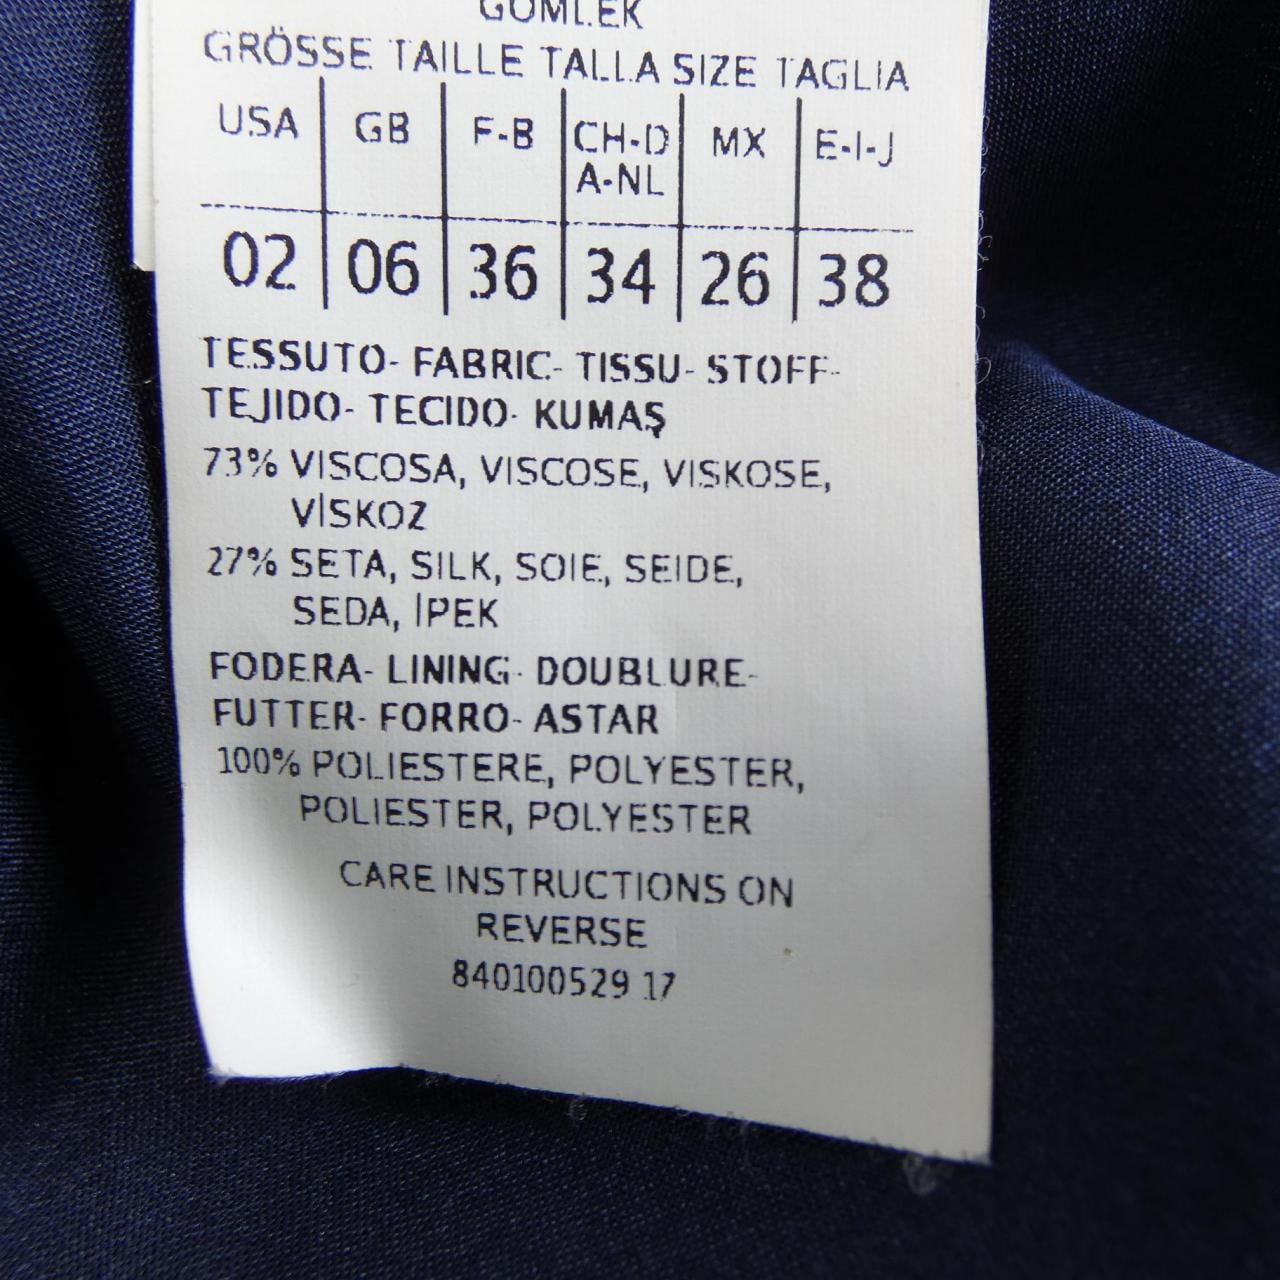 GÖMLEK
GRÖSSE TAILLE TALLA SIZE TAGLIA
USA GB F-B CH-D A-NL MX E-I-J
02 06 36 34 26 38
TESSUTO- FABRIC- TISSU- STOFF-
TEJIDO- TECIDO- KUMAŞ
73% VISCOSA, VISCOSE, VISKOSE,
VİSKOZ
27% SETA, SILK, SOIE, SEIDE,
SEDA, İPEK
FODERA- LINING- DOUBLURE-
FUTTER- FORRO- ASTAR
100% POLIESTERE, POLYESTER,
POLIESTER, POLYESTER
CARE INSTRUCTIONS ON
REVERSE
840100529 17